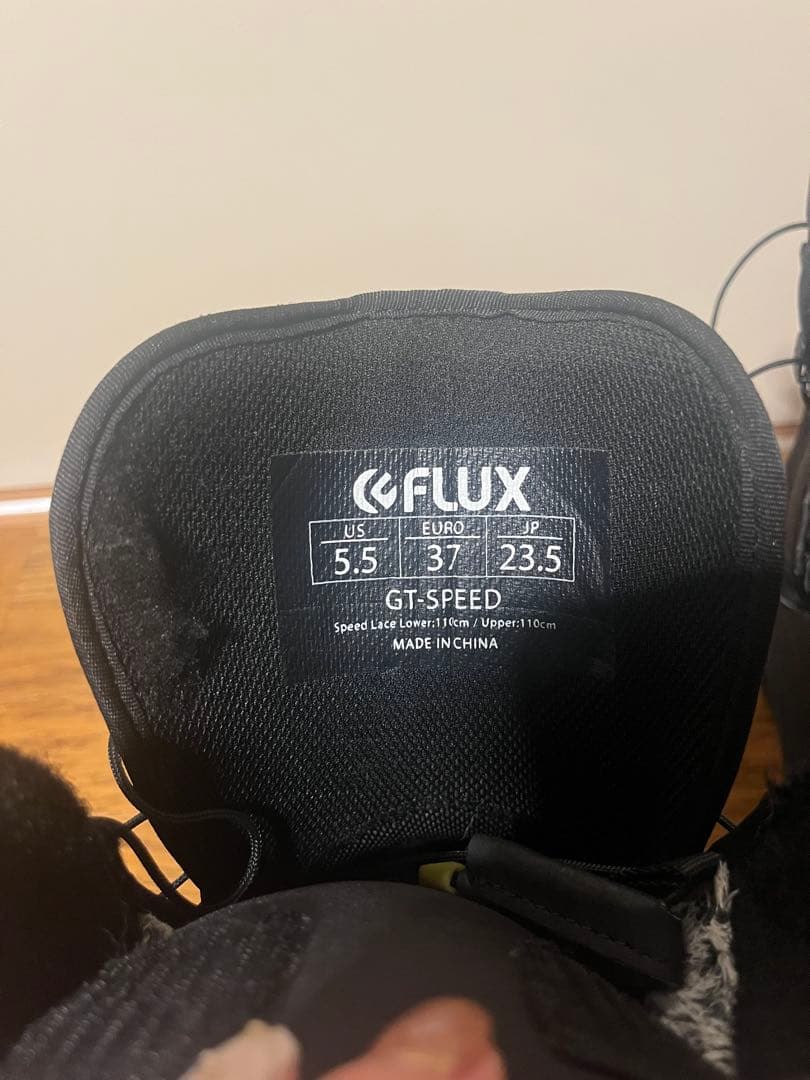 FLUX
US EURO JP
5.5 37 23.5
GT-SPEED
Speed Lace Lower:110cm / Upper:110cm
MADE IN CHINA